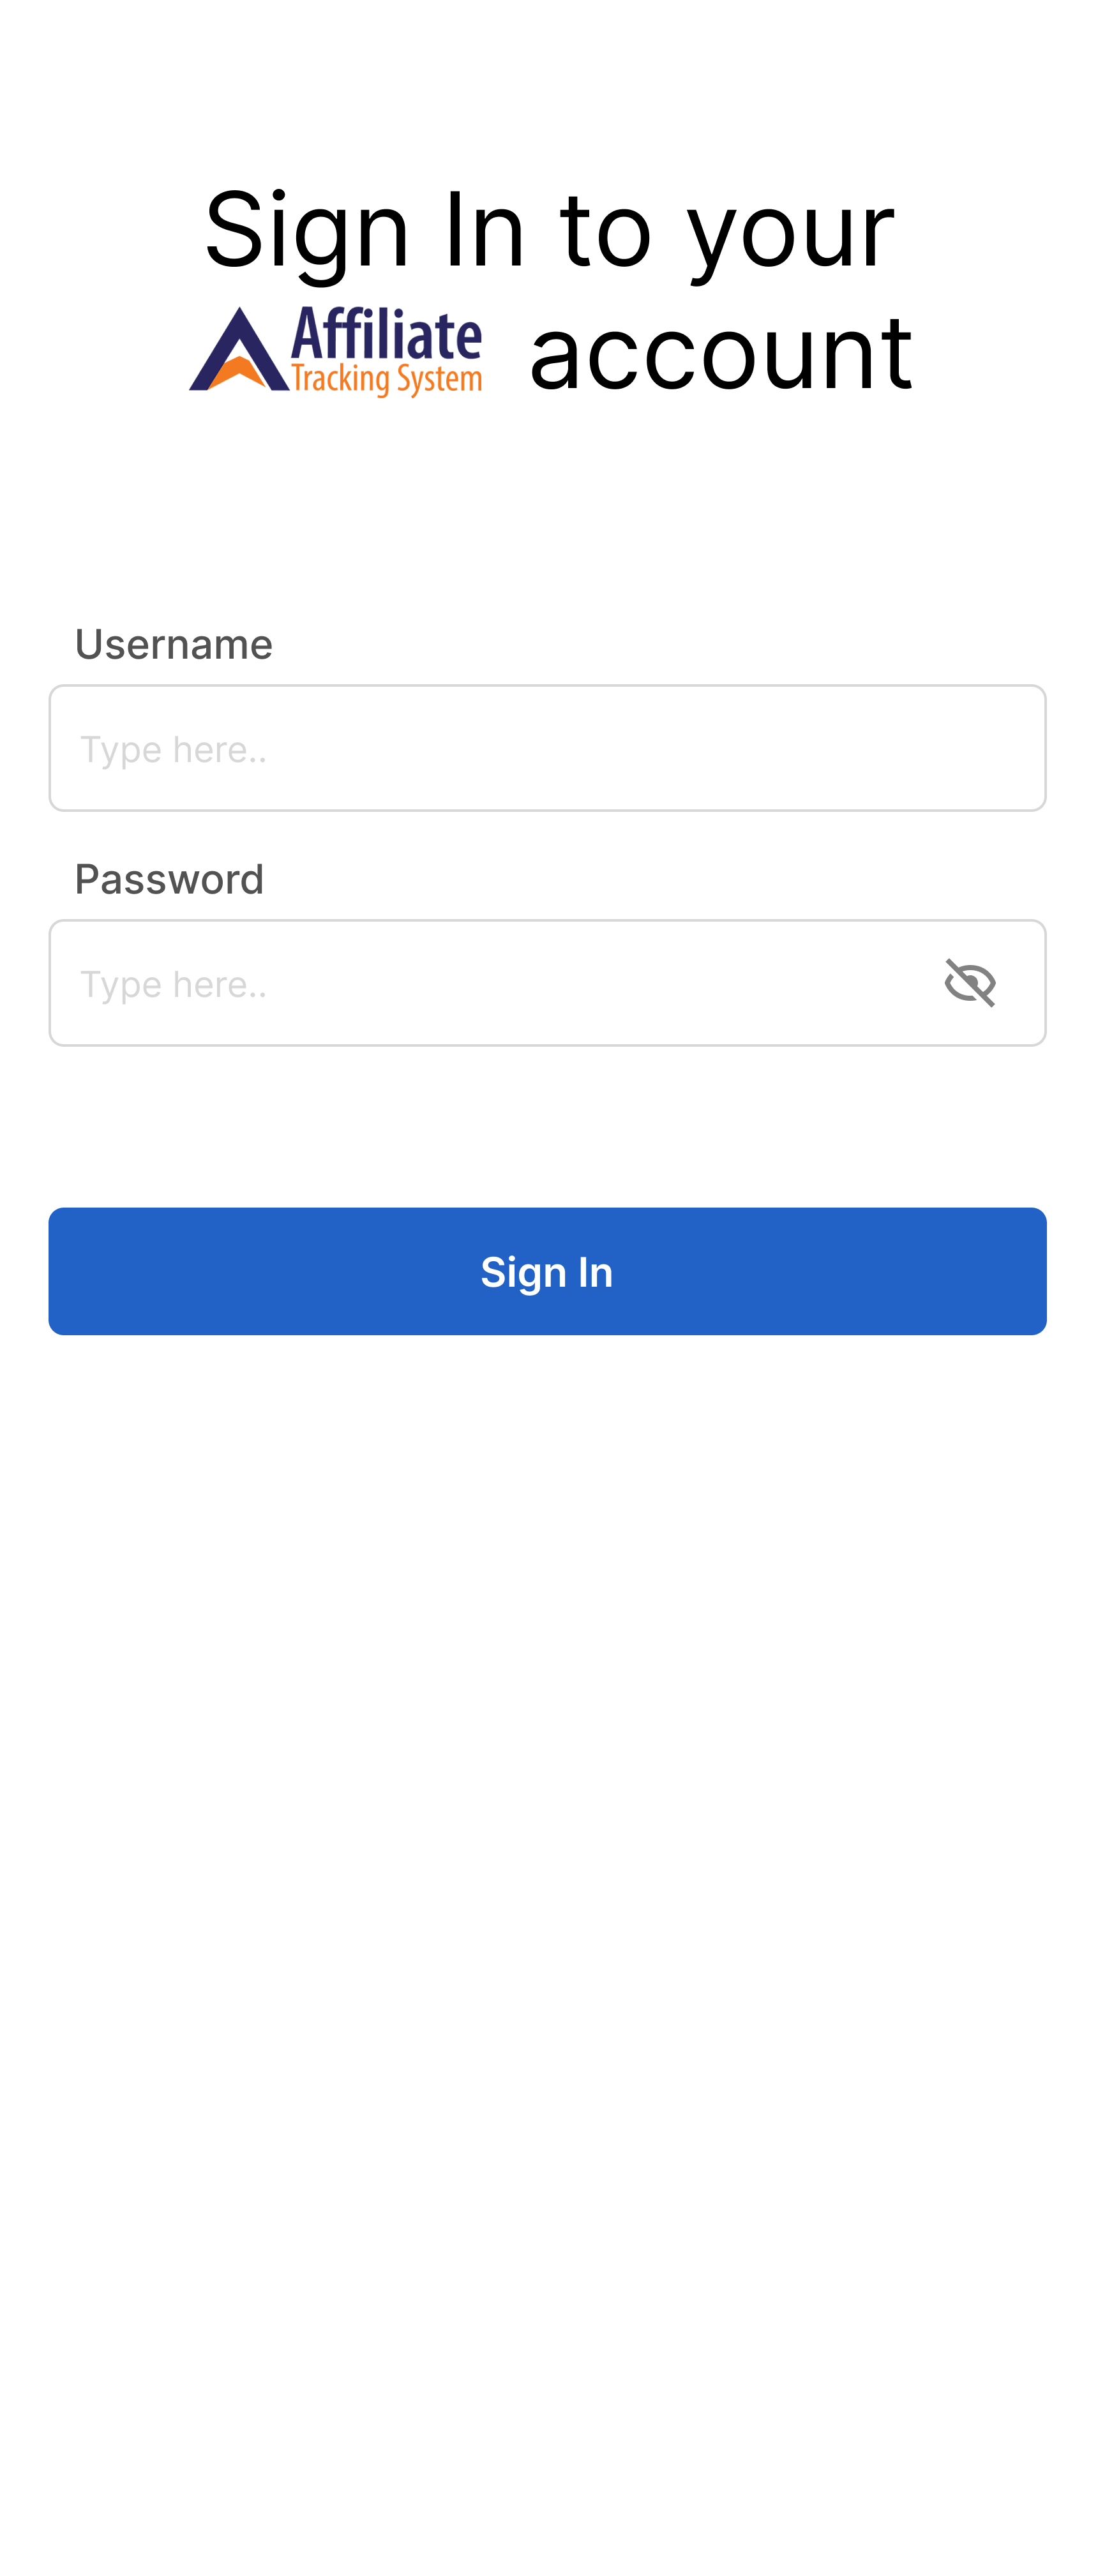 Sign In to your
Affiliate
Tracking System
account
Username
Type here..
Password
Type here..
Sign In